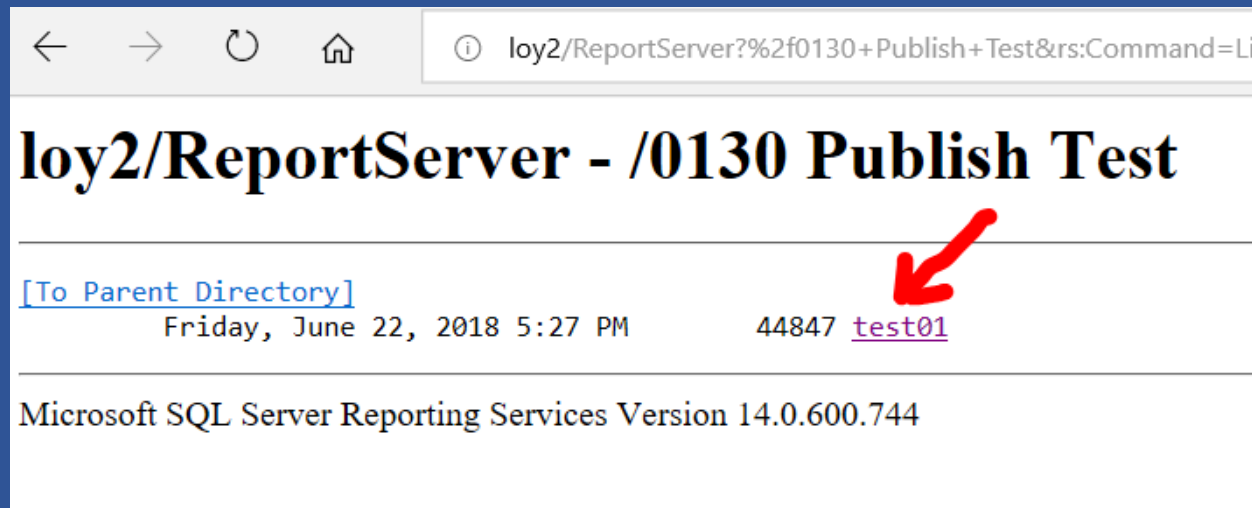 loy2/ReportServer?%2f0130+Publish+Test&rs:Command=Li
loy2/ReportServer - /0130 Publish Test
[To Parent Directory]
Friday, June 22, 2018 5:27 PM 44847 test01
Microsoft SQL Server Reporting Services Version 14.0.600.744